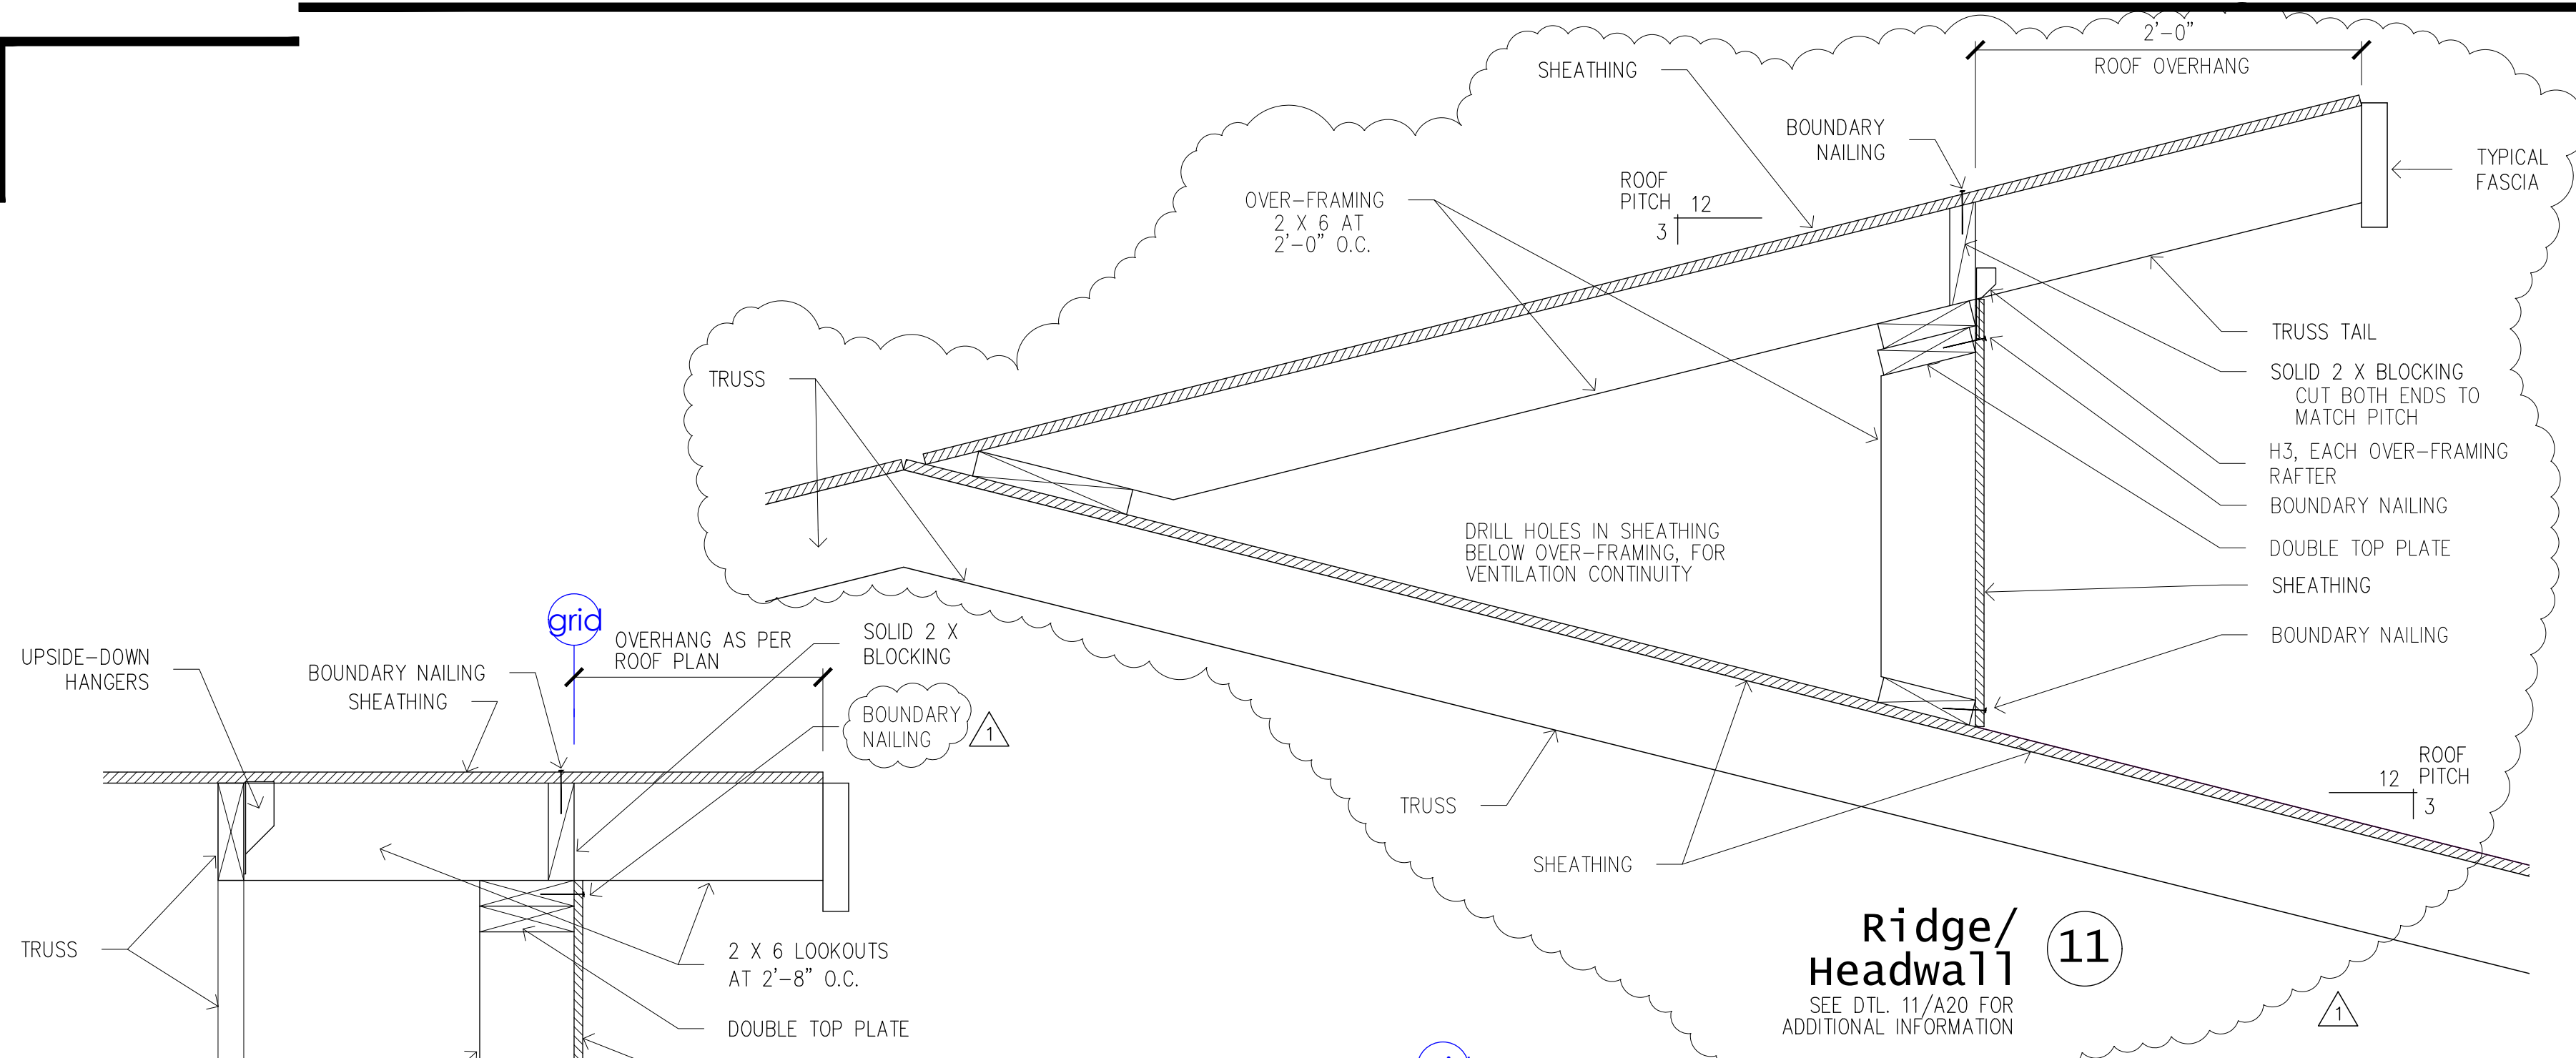 2'-0"
ROOF OVERHANG
SHEATHING
BOUNDARY
NAILING
TYPICAL
FASCIA
ROOF
PITCH
12
3
OVER-FRAMING
2 X 6 AT
2'-0" O.C.
TRUSS
TRUSS TAIL
SOLID 2 X BLOCKING
CUT BOTH ENDS TO
MATCH PITCH
H3, EACH OVER-FRAMING
RAFTER
BOUNDARY NAILING
DOUBLE TOP PLATE
SHEATHING
BOUNDARY NAILING
DRILL HOLES IN SHEATHING
BELOW OVER-FRAMING, FOR
VENTILATION CONTINUITY
ROOF
PITCH
12
3
TRUSS
SHEATHING
Ridge/
Headwall
11
SEE DTL. 11/A20 FOR
ADDITIONAL INFORMATION
1
grid
OVERHANG AS PER
ROOF PLAN
SOLID 2 X
BLOCKING
UPSIDE-DOWN
HANGERS
BOUNDARY NAILING
SHEATHING
BOUNDARY
NAILING
1
TRUSS
2 X 6 LOOKOUTS
AT 2'-8" O.C.
DOUBLE TOP PLATE